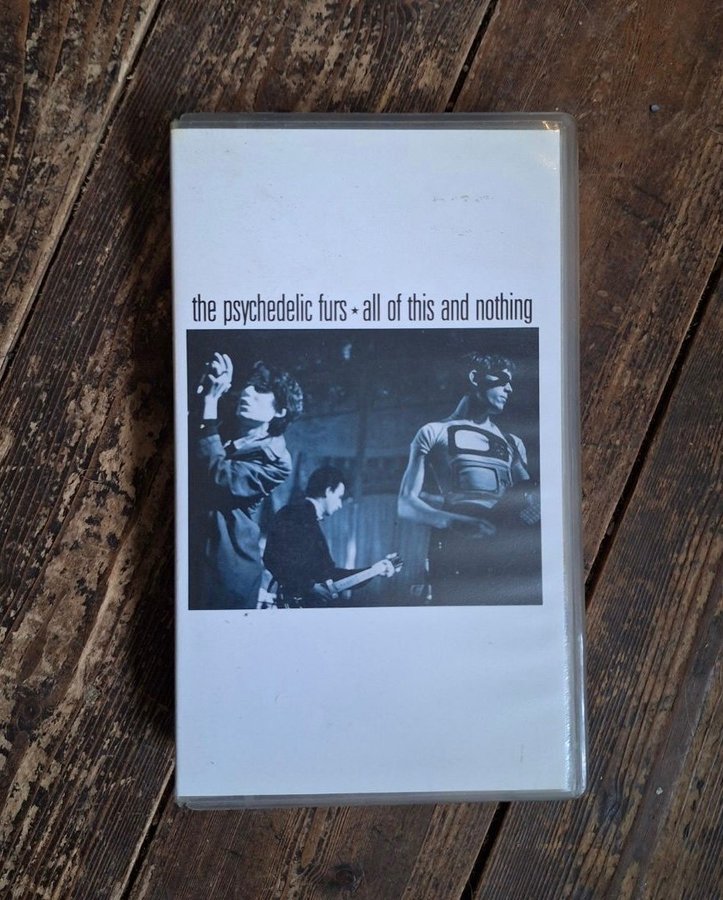 the psychedelic furs ★ all of this and nothing